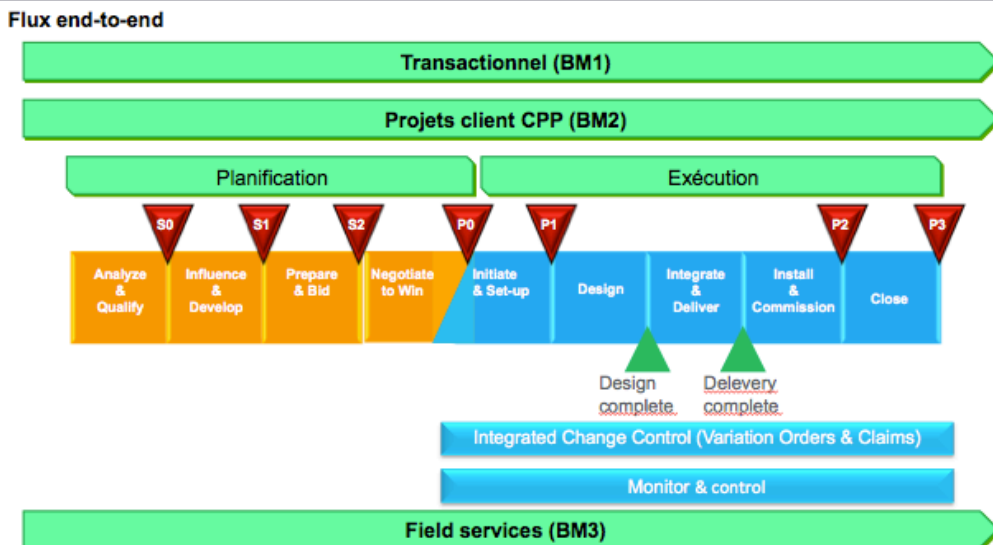 Flux end-to-end
Transactionnel (BM1)
Projets client CPP (BM2)
Planification
Exécution
S0
S1
S2
P0
P1
P2
P3
Analyze
&
Qualify
Influence
&
Develop
Prepare
& Bid
Negotiate
to Win
Initiate
& Set-up
Design
Integrate
&
Deliver
Install
&
Commission
Close
Design
complete
Delevery
complete
Integrated Change Control (Variation Orders & Claims)
Monitor & control
Field services (BM3)